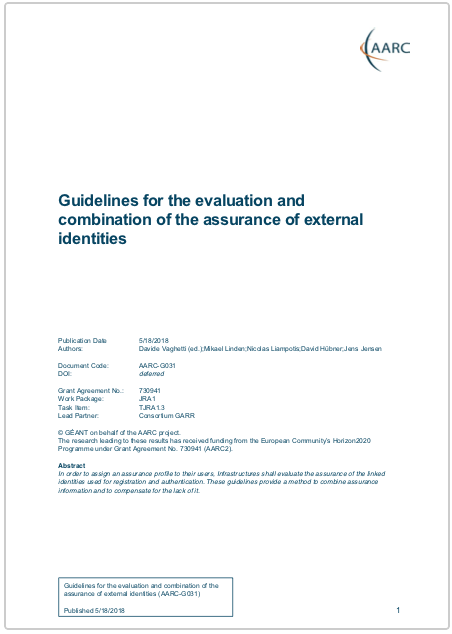 AARC
Guidelines for the evaluation and
combination of the assurance of external
identities
Publication Date 5/18/2018
Authors: Davide Vaghetti (ed.);Mikael Linden;Nicolas Liampotis;David Hübner;Jens Jensen
Document Code: AARC-G031
DOI: deferred
Grant Agreement No.: 730941
Work Package: JRA1
Task Item: TJRA1.3
Lead Partner: Consortium GARR
© GÉANT on behalf of the AARC project.
The research leading to these results has received funding from the European Community's Horizon2020
Programme under Grant Agreement No. 730941 (AARC2).
Abstract
In order to assign an assurance profile to their users, Infrastructures shall evaluate the assurance of the linked
identities used for registration and authentication. These guidelines provide a method to combine assurance
information and to compensate for the lack of it.
Guidelines for the evaluation and combination of the
assurance of external identities (AARC-G031)
Published 5/18/2018
1